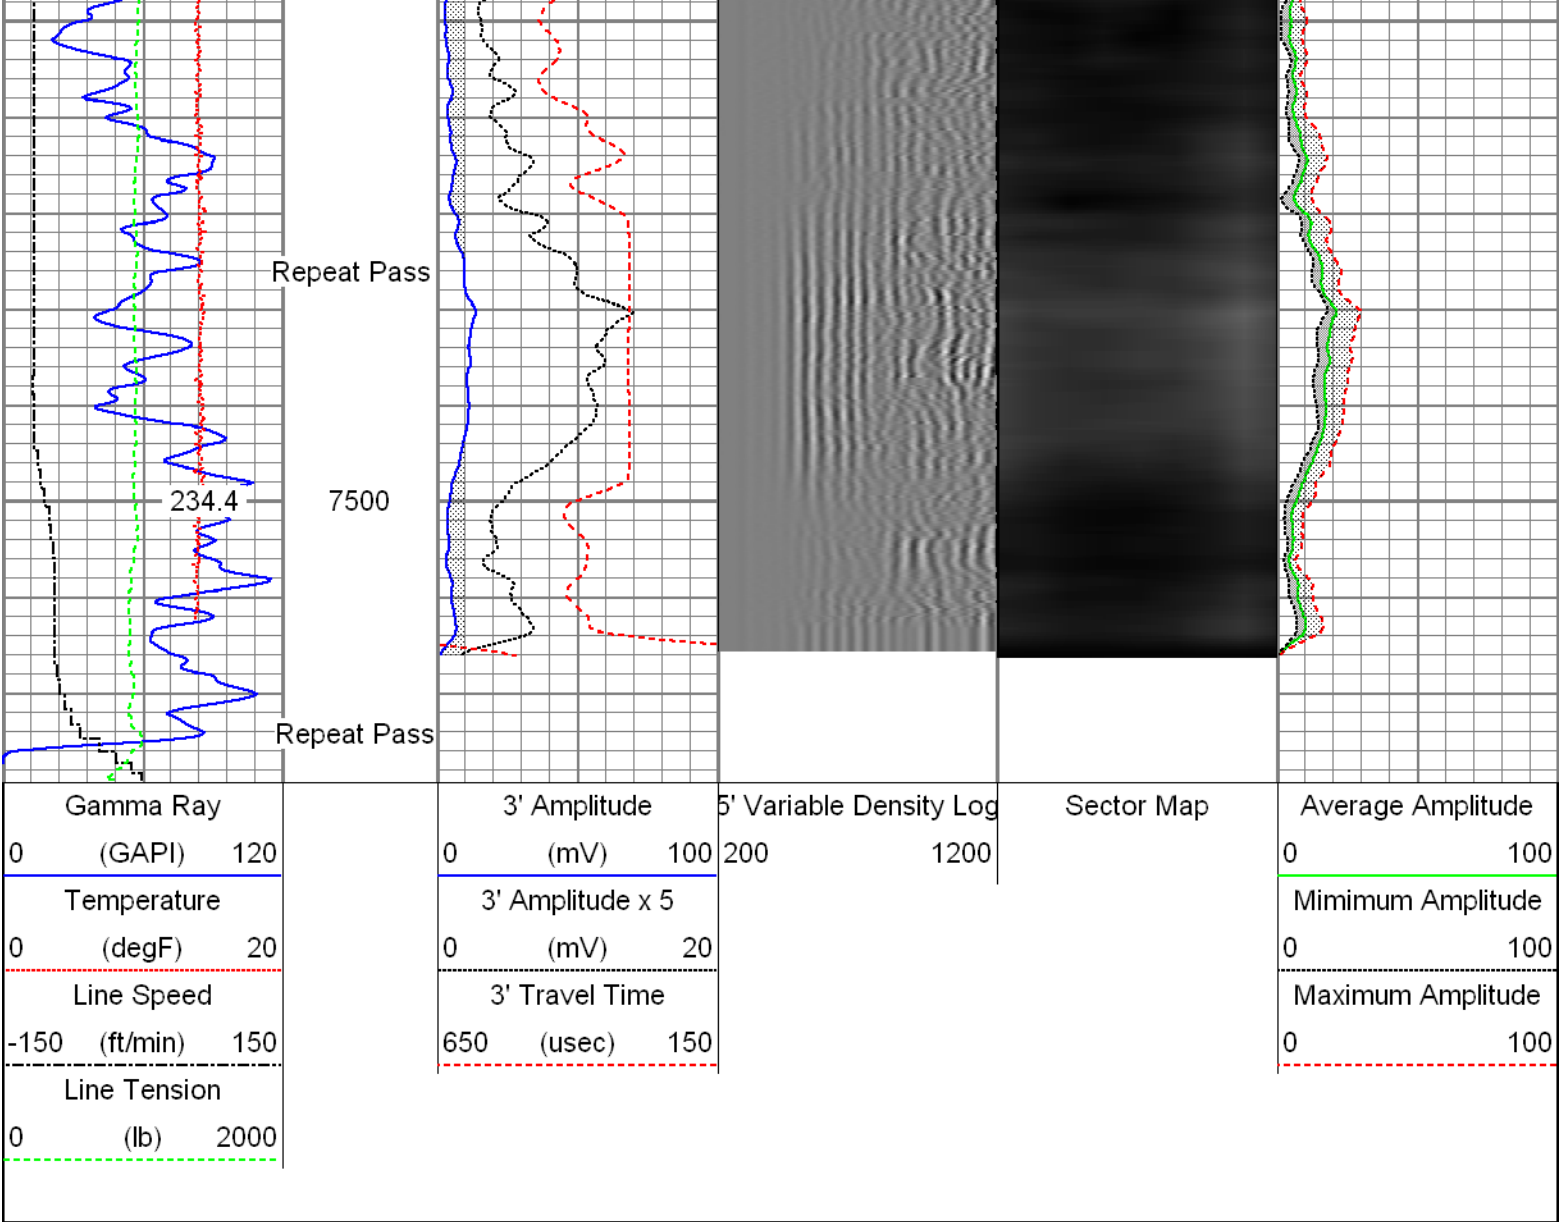 Repeat Pass
234.4
7500
Repeat Pass
Gamma Ray
0 (GAPI) 120
Temperature
0 (degF) 20
Line Speed
-150 (ft/min) 150
Line Tension
0 (lb) 2000
3' Amplitude
0 (mV) 100
3' Amplitude x 5
0 (mV) 20
3' Travel Time
650 (usec) 150
5' Variable Density Log
200 1200
Sector Map
Average Amplitude
0 100
Mimimum Amplitude
0 100
Maximum Amplitude
0 100